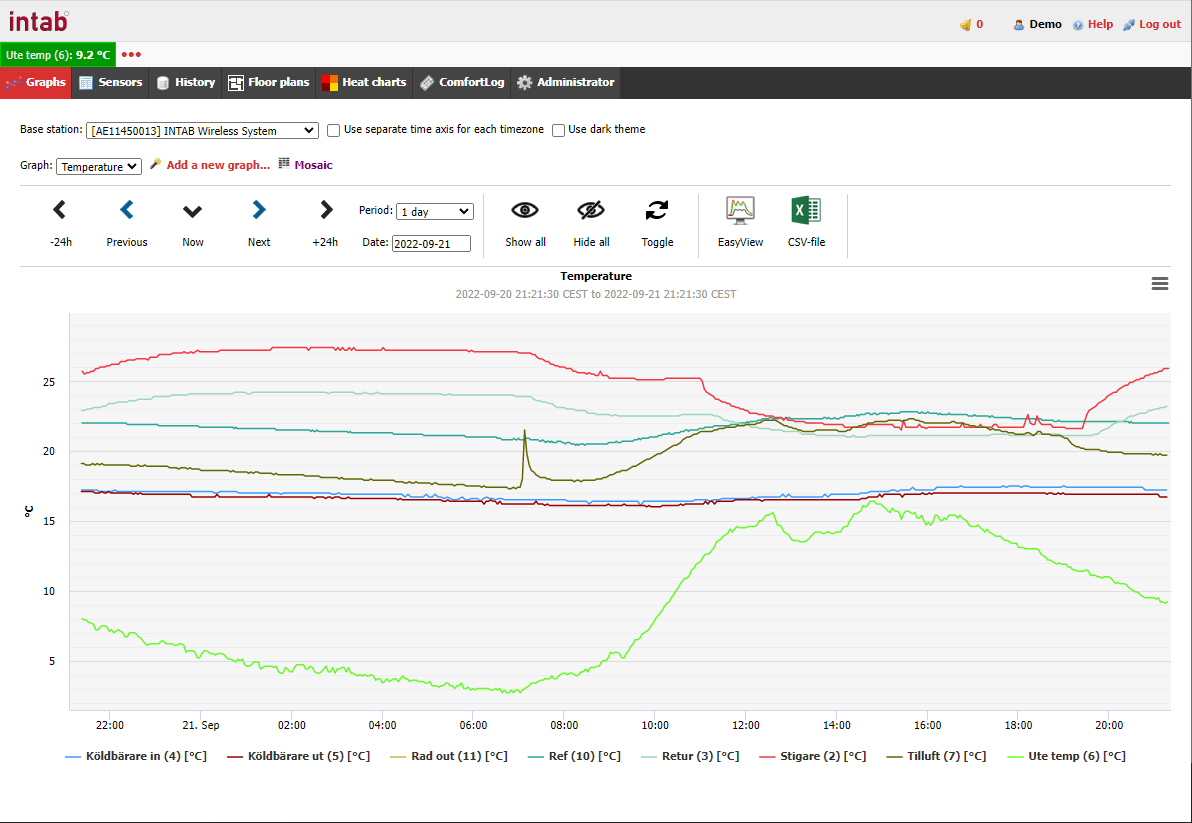 intab
0 Demo Help Log out
Ute temp (6): 9.2 °C
Graphs Sensors History Floor plans Heat charts ComfortLog Administrator
Base station: [AE11450013] INTAB Wireless System Use separate time axis for each timezone Use dark theme
Graph: Temperature Add a new graph... Mosaic
Period: 1 day
-24h Previous Now Next +24h Date: 2022-09-21 Show all Hide all Toggle EasyView CSV-file
Temperature
2022-09-20 21:21:30 CEST to 2022-09-21 21:21:30 CEST
25
20
15
10
5
°C
22:00 21. Sep 02:00 04:00 06:00 08:00 10:00 12:00 14:00 16:00 18:00 20:00
Köldbärare in (4) [°C] Köldbärare ut (5) [°C] Rad out (11) [°C] Ref (10) [°C] Retur (3) [°C] Stigare (2) [°C] Tilluft (7) [°C] Ute temp (6) [°C]